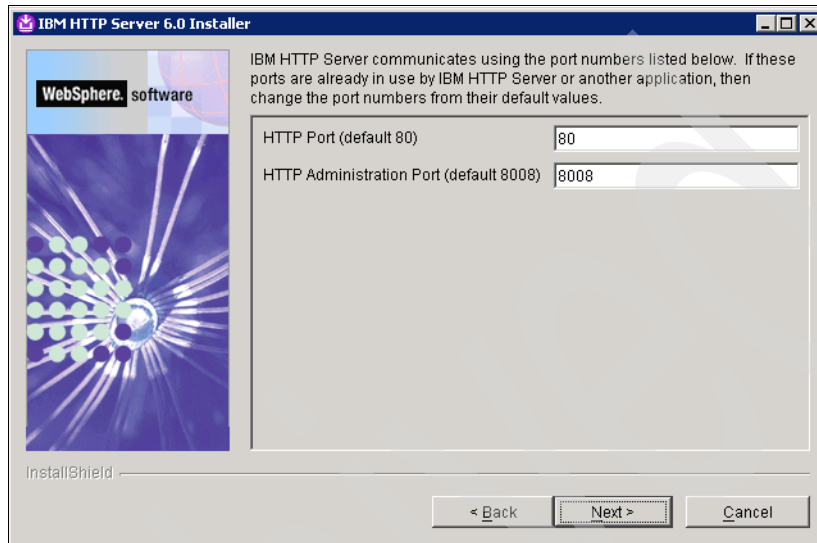 IBM HTTP Server 6.0 Installer
WebSphere. software
IBM HTTP Server communicates using the port numbers listed below. If these
ports are already in use by IBM HTTP Server or another application, then
change the port numbers from their default values.
HTTP Port (default 80) 80
HTTP Administration Port (default 8008) 8008
InstallShield
< Back Next > Cancel